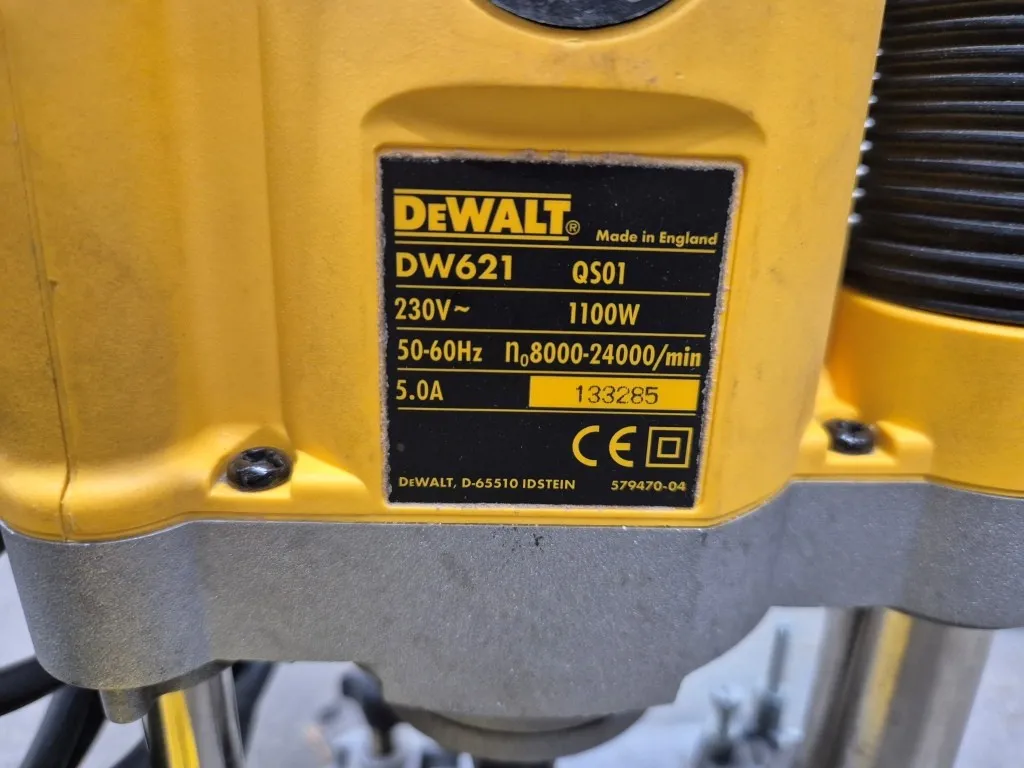 DEWALT® Made in England
DW621 QS01
230V~ 1100W
50-60Hz n₀8000-24000/min
5.0A 133285
CE
DEWALT, D-65510 IDSTEIN 579470-04